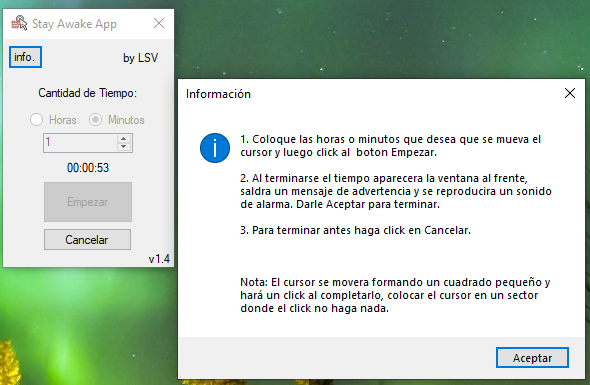 Stay Awake App
info.
by LSV
Cantidad de Tiempo:
Horas
Minutos
1
00:00:53
Empezar
Cancelar
v1.4
Información
1. Coloque las horas o minutos que desea que se mueva el
cursor y luego click al boton Empezar.
2. Al terminarse el tiempo aparecera la ventana al frente,
saldra un mensaje de advertencia y se reproducira un sonido
de alarma. Darle Aceptar para terminar.
3. Para terminar antes haga click en Cancelar.
Nota: El cursor se movera formando un cuadrado pequeño y
hará un click al completarlo, colocar el cursor en un sector
donde el click no haga nada.
Aceptar